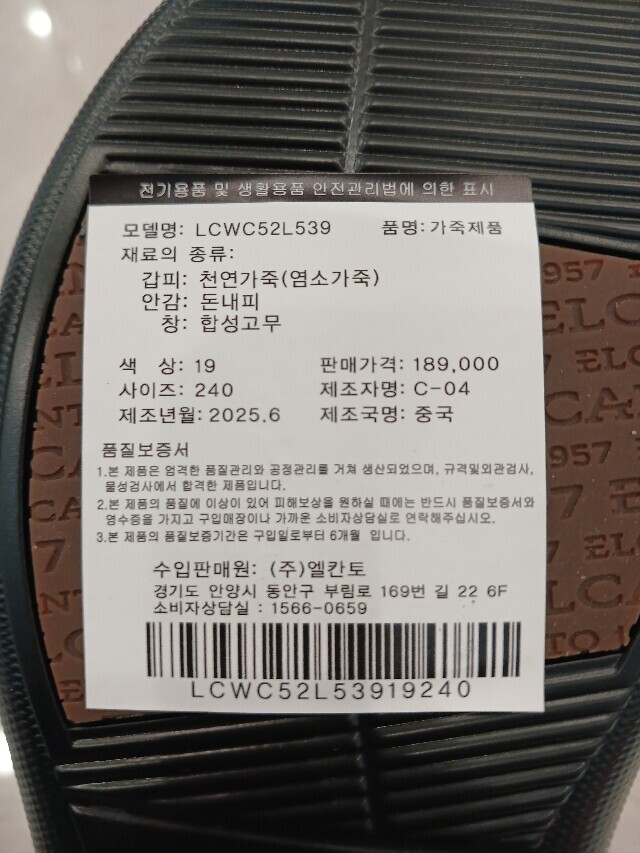 전기용품 및 생활용품 안전관리법에 의한 표시
모델명: LCWC52L539 품명:가죽제품
재료의 종류:
갑피: 천연가죽(염소가죽)
안감: 돈내피
창: 합성고무
색 상: 19 판매가격: 189,000
사이즈: 240 제조자명: C-04
제조년월: 2025.6 제조국명: 중국
품질보증서
1.본 제품은 엄격한 품질관리와 공정관리를 거쳐 생산되었으며, 규격및외관검사,
물성검사에서 합격한 제품입니다.
2.본 제품의 품질에 이상이 있어 피해보상을 원하실 때에는 반드시 품질보증서와
영수증을 가지고 구입매장이나 가까운 소비자상담실로 연락해주십시오.
3.본 제품의 품질보증기간은 구입일로부터 6개월 입니다.
수입판매원: (주)엘칸토
경기도 안양시 동안구 부림로 169번 길 22 6F
소비자상담실 : 1566-0659
LCWC52L53919240
957
ELC
7 ELC
CA
957